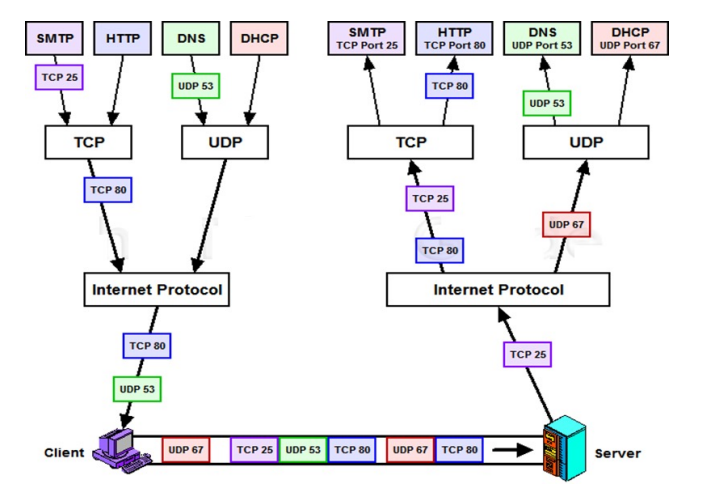 SMTP
HTTP
DNS
DHCP
SMTP
TCP Port 25
HTTP
TCP Port 80
DNS
UDP Port 53
DHCP
UDP Port 67
TCP 25
UDP 53
TCP 80
UDP 53
TCP
UDP
TCP
UDP
TCP 80
TCP 25
UDP 67
TCP 80
Internet Protocol
Internet Protocol
TCP 80
TCP 25
UDP 53
Client
UDP 67
TCP 25
UDP 53
TCP 80
UDP 67
TCP 80
Server